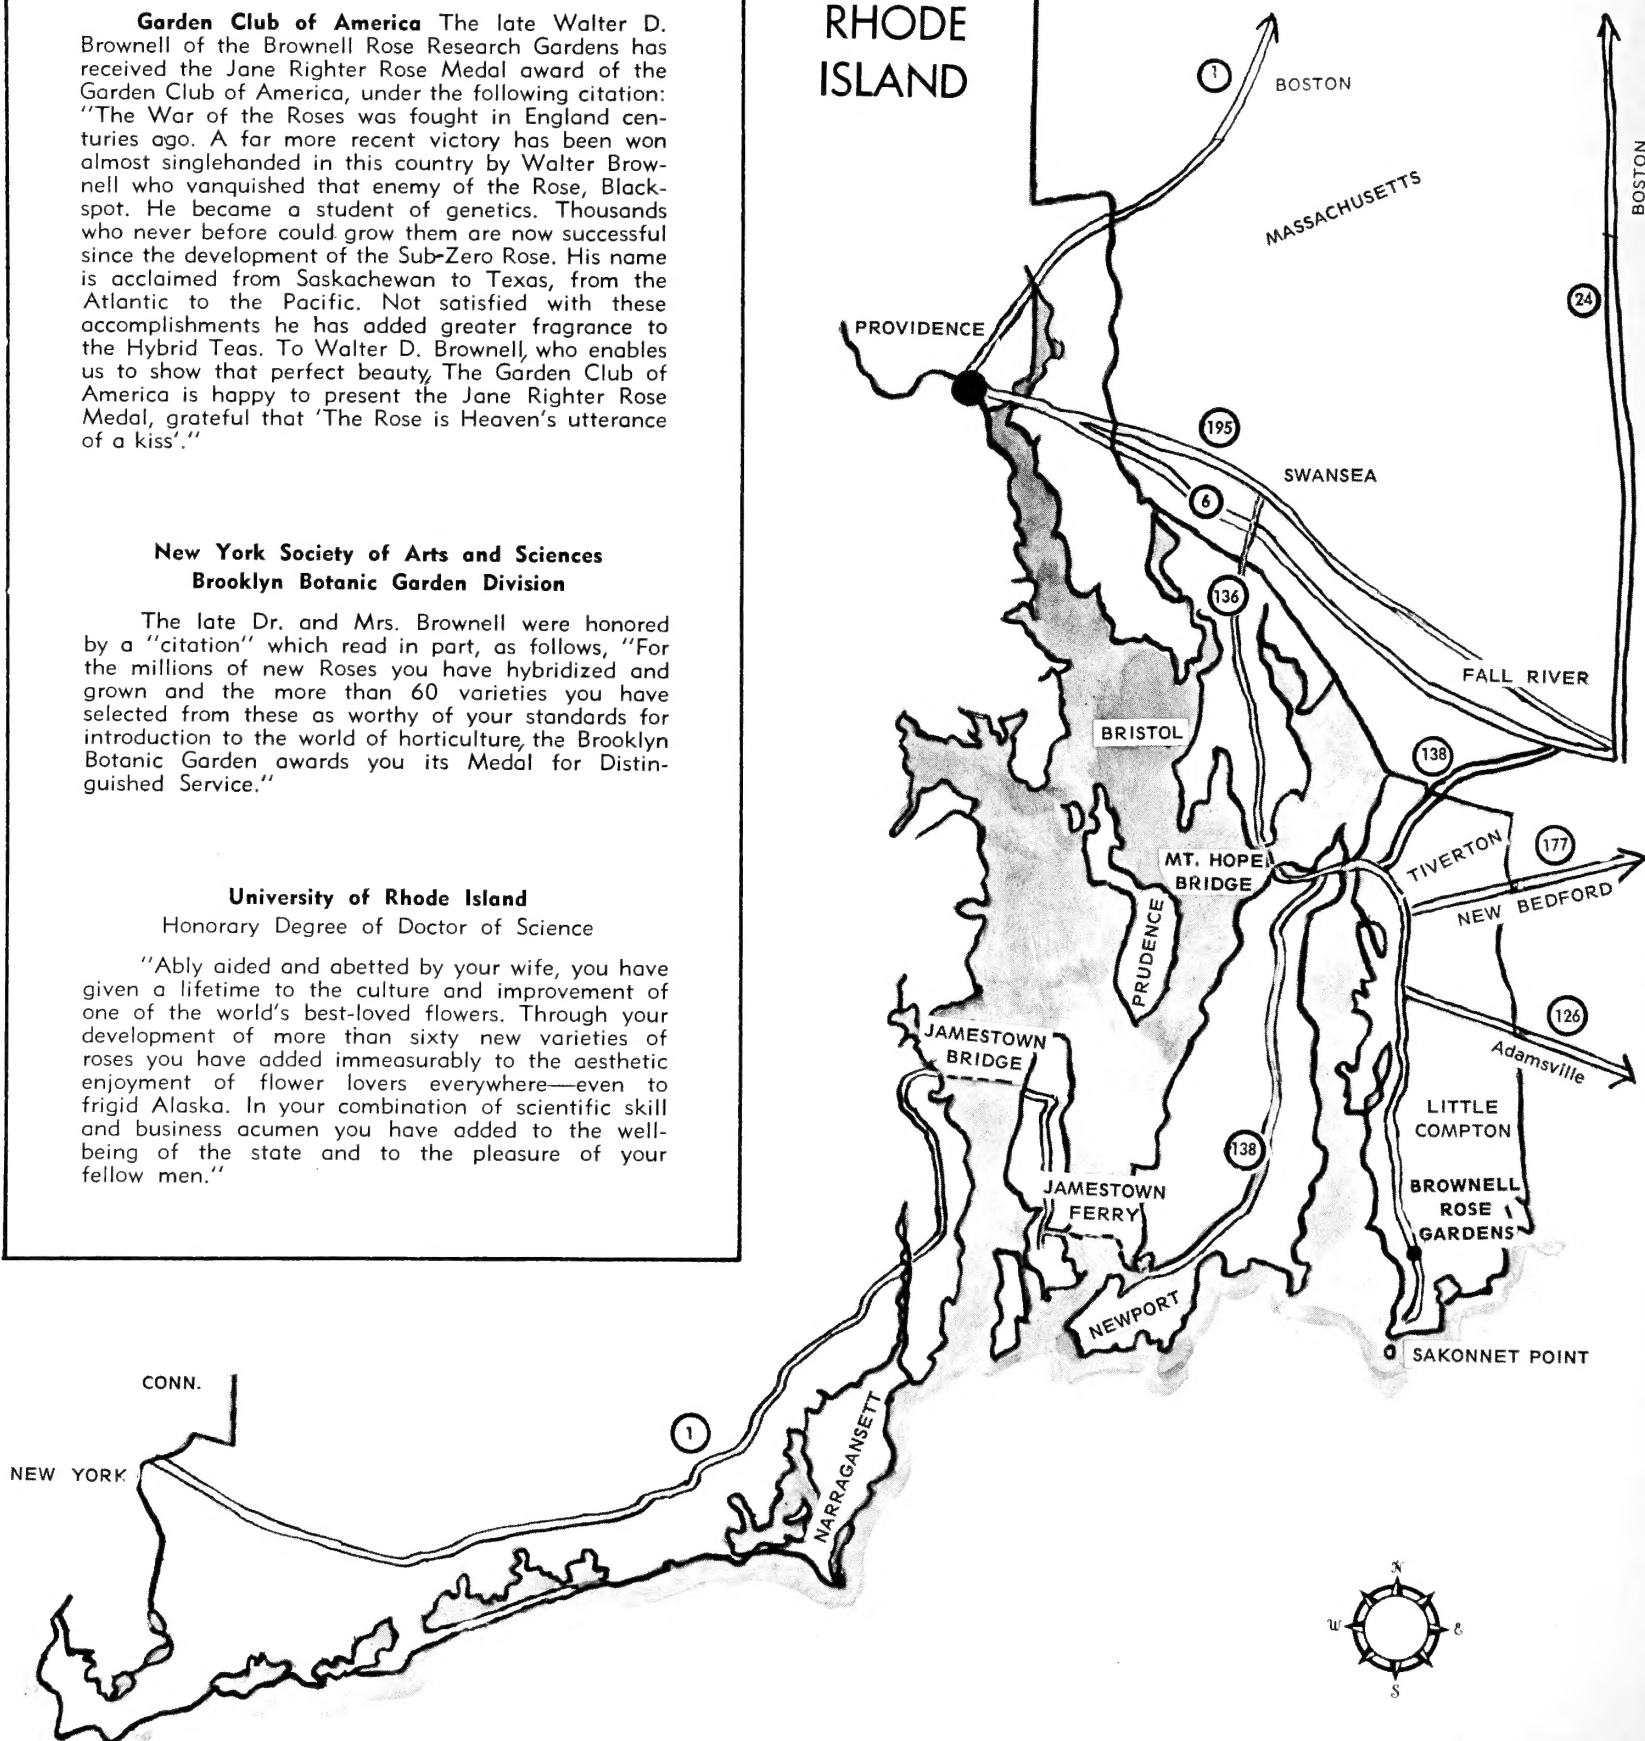 Garden Club of America The late Walter D.
Brownell of the Brownell Rose Research Gardens has
received the Jane Righter Rose Medal award of the
Garden Club of America, under the following citation:
"The War of the Roses was fought in England cen-
turies ago. A far more recent victory has been won
almost singlehanded in this country by Walter Brow-
nell who vanquished that enemy of the Rose, Black-
spot. He became a student of genetics. Thousands
who never before could grow them are now successful
since the development of the Sub-Zero Rose. His name
is acclaimed from Saskachewan to Texas, from the
Atlantic to the Pacific. Not satisfied with these
accomplishments he has added greater fragrance to
the Hybrid Teas. To Walter D. Brownell, who enables
us to show that perfect beauty, The Garden Club of
America is happy to present the Jane Righter Rose
Medal, grateful that 'The Rose is Heaven's utterance
of a kiss'."
New York Society of Arts and Sciences
Brooklyn Botanic Garden Division
The late Dr. and Mrs. Brownell were honored
by a "citation" which read in part, as follows, "For
the millions of new Roses you have hybridized and
grown and the more than 60 varieties you have
selected from these as worthy of your standards for
introduction to the world of horticulture, the Brooklyn
Botanic Garden awards you its Medal for Distin-
guished Service."
University of Rhode Island
Honorary Degree of Doctor of Science
"Ably aided and abetted by your wife, you have
given a lifetime to the culture and improvement of
one of the world's best-loved flowers. Through your
development of more than sixty new varieties of
roses you have added immeasurably to the aesthetic
enjoyment of flower lovers everywhere—even to
frigid Alaska. In your combination of scientific skill
and business acumen you have added to the well-
being of the state and to the pleasure of your
fellow men."
RHODE
ISLAND
1
BOSTON
BOSTON
MASSACHUSETTS
24
PROVIDENCE
195
SWANSEA
6
136
FALL RIVER
BRISTOL
138
MT. HOPE
BRIDGE
TIVERTON
177
NEW BEDFORD
PRUDENCE
126
Adamsville
JAMESTOWN
BRIDGE
LITTLE
COMPTON
138
JAMESTOWN
FERRY
BROWNELL
ROSE
GARDENS
NEWPORT
SAKONNET POINT
CONN.
1
NARRAGANSETT
NEW YORK
N
W
E
S